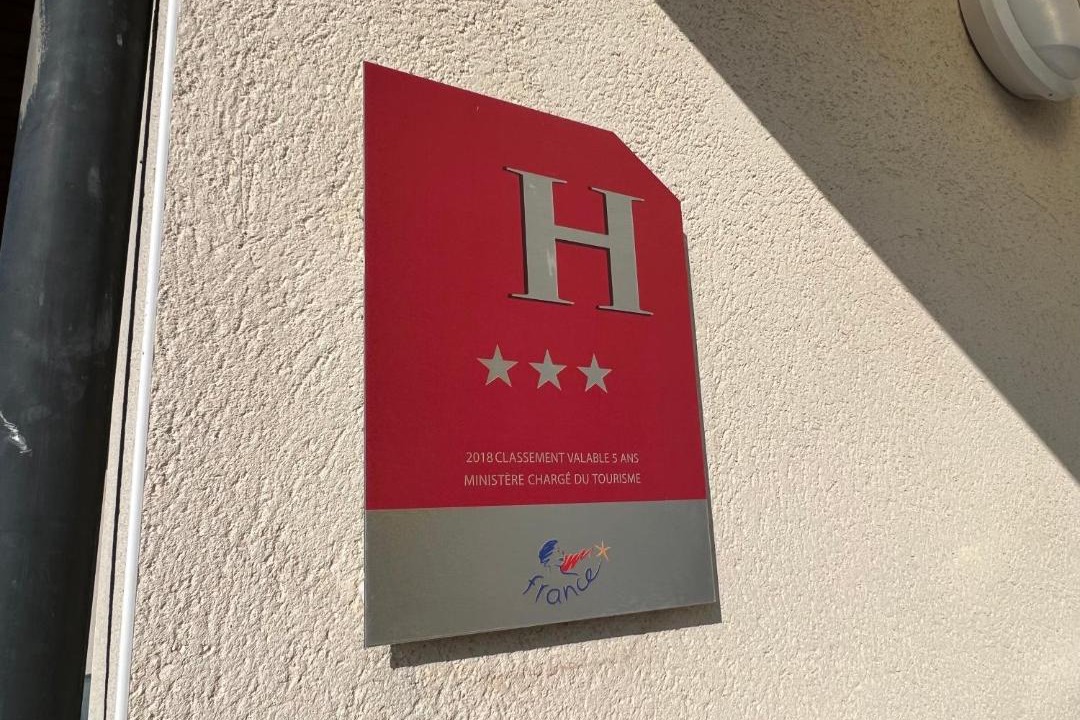 H
2018 CLASSEMENT VALABLE 5 ANS
MINISTÈRE CHARGÉ DU TOURISME
france